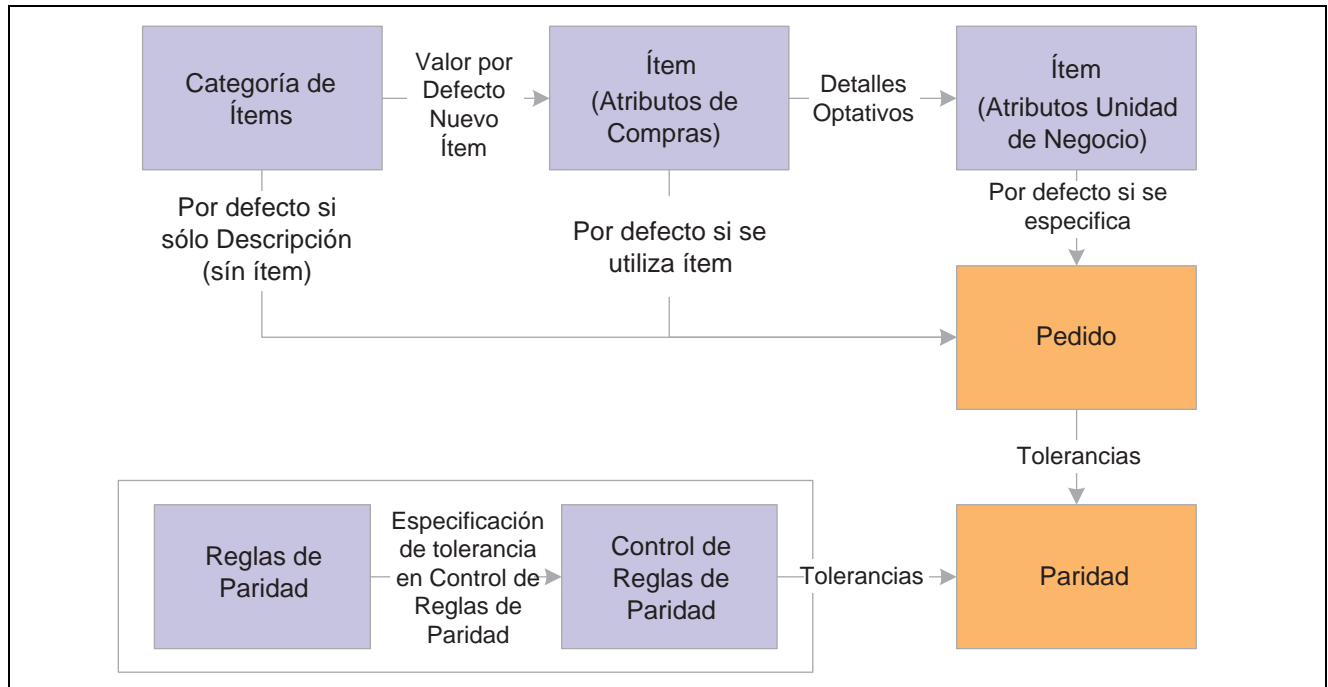 Categoría de
Ítems
Valor por
Defecto
Nuevo
Ítem
Ítem
(Atributos de
Compras)
Detalles
Optativos
Ítem
(Atributos Unidad
de Negocio)
Por defecto si
sólo Descripción
(sín ítem)
Por defecto si se
utiliza ítem
Por defecto si se
especifica
Pedido
Tolerancias
Reglas de
Paridad
Especificación
de tolerancia
en Control de
Reglas de
Paridad
Control de
Reglas de
Paridad
Tolerancias
Paridad